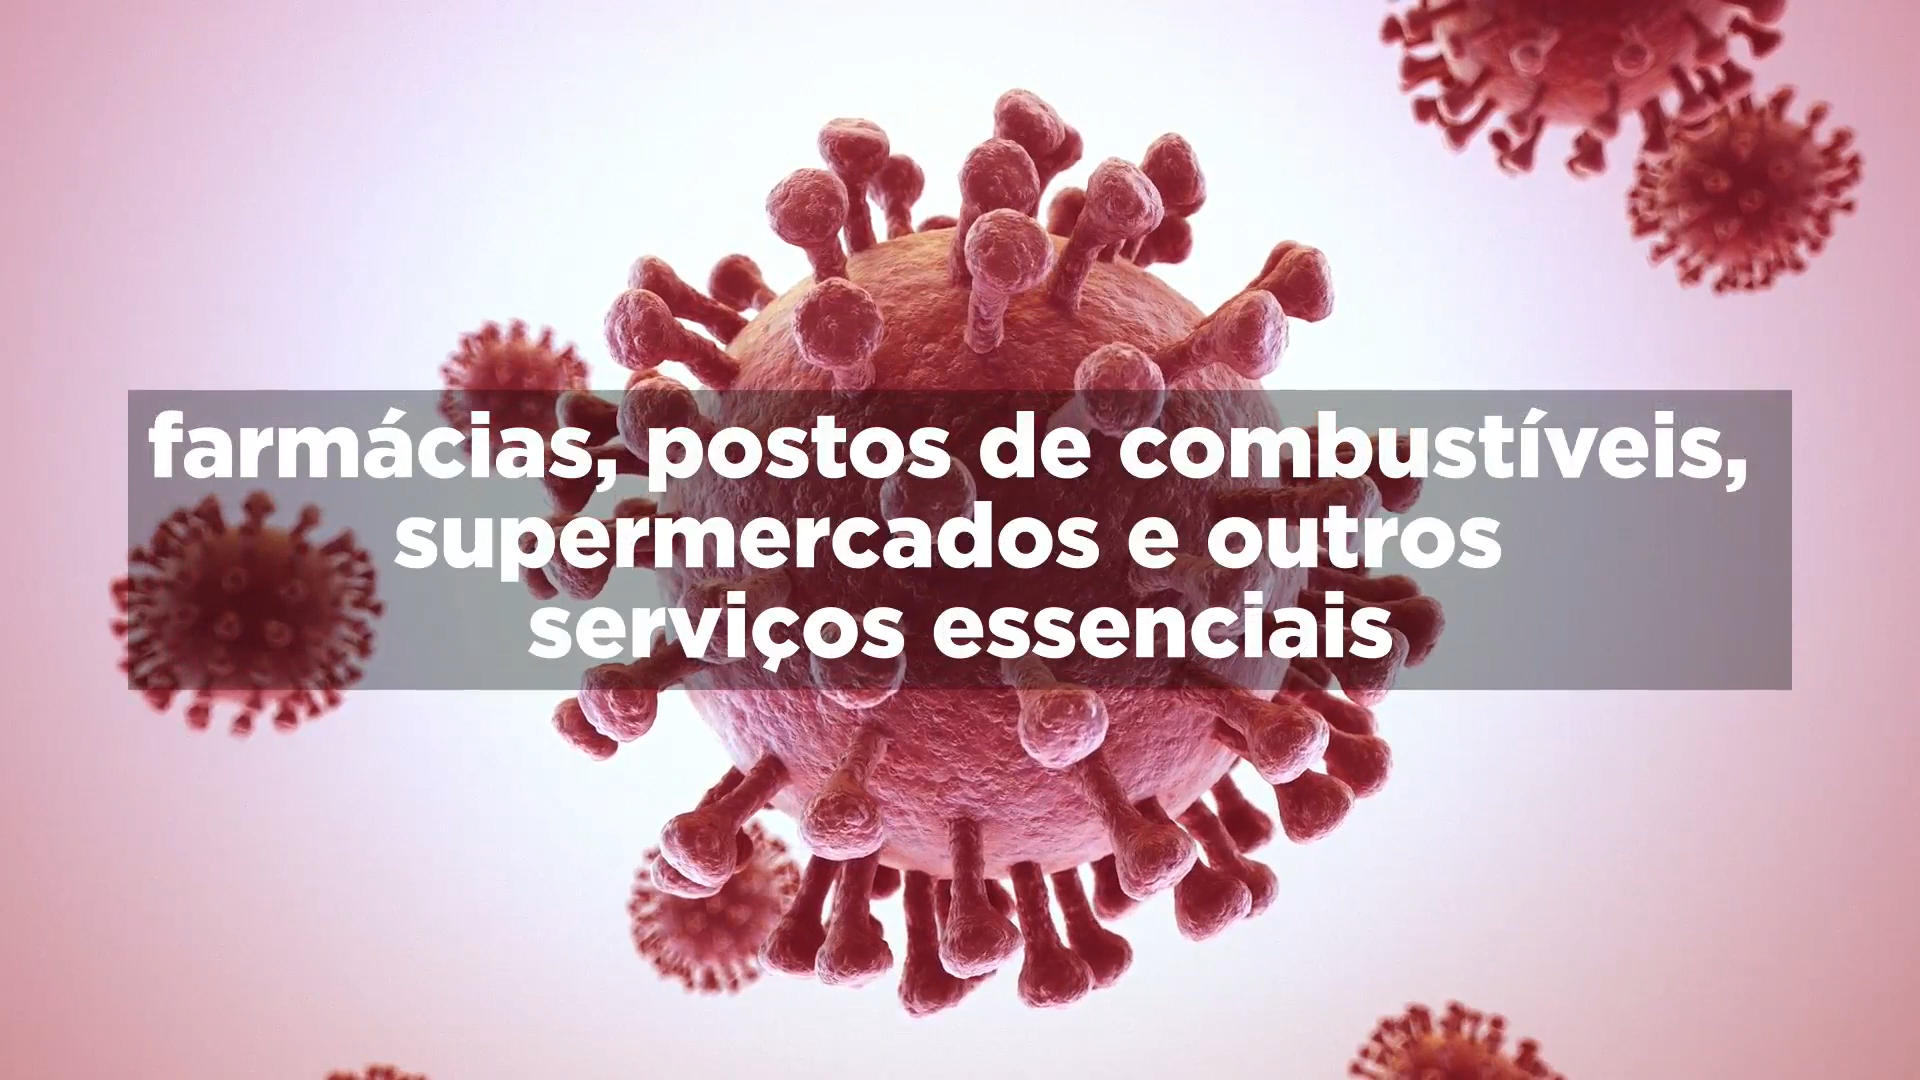 farmácias, postos de combustíveis,
supermercados e outros
serviços essenciais